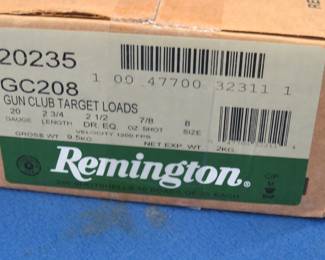 20235
1 00 47700 32311 1
GC208
GUN CLUB TARGET LOADS
20 2 3/4 2 1/2 7/8 8
GAUGE LENGTH DR. EQ. OZ SHOT SIZE
VELOCITY 1200 FPS
GROSS WT 9.5KG NET EXP. WT .2KG
Remington®